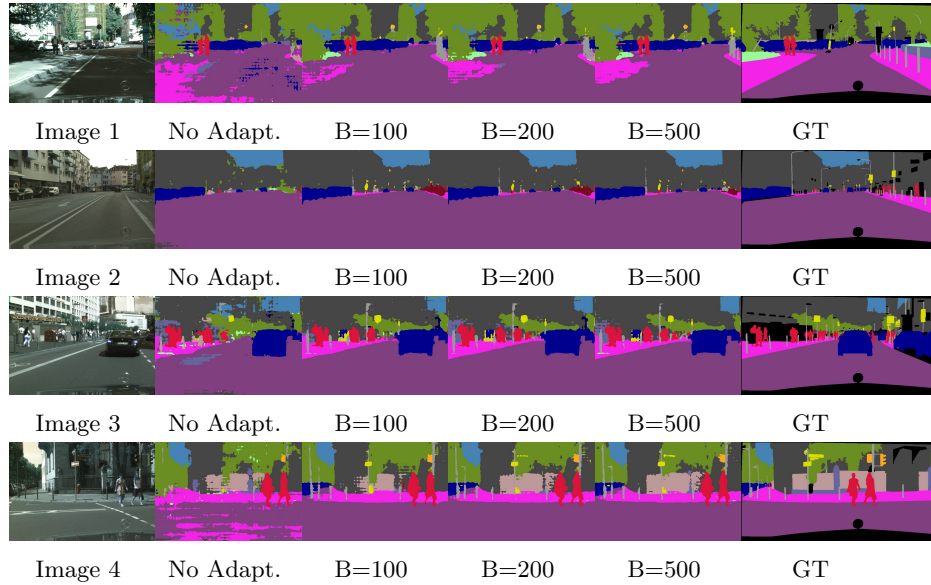 Image 1 No Adapt. B=100 B=200 B=500 GT
Image 2 No Adapt. B=100 B=200 B=500 GT
Image 3 No Adapt. B=100 B=200 B=500 GT
Image 4 No Adapt. B=100 B=200 B=500 GT